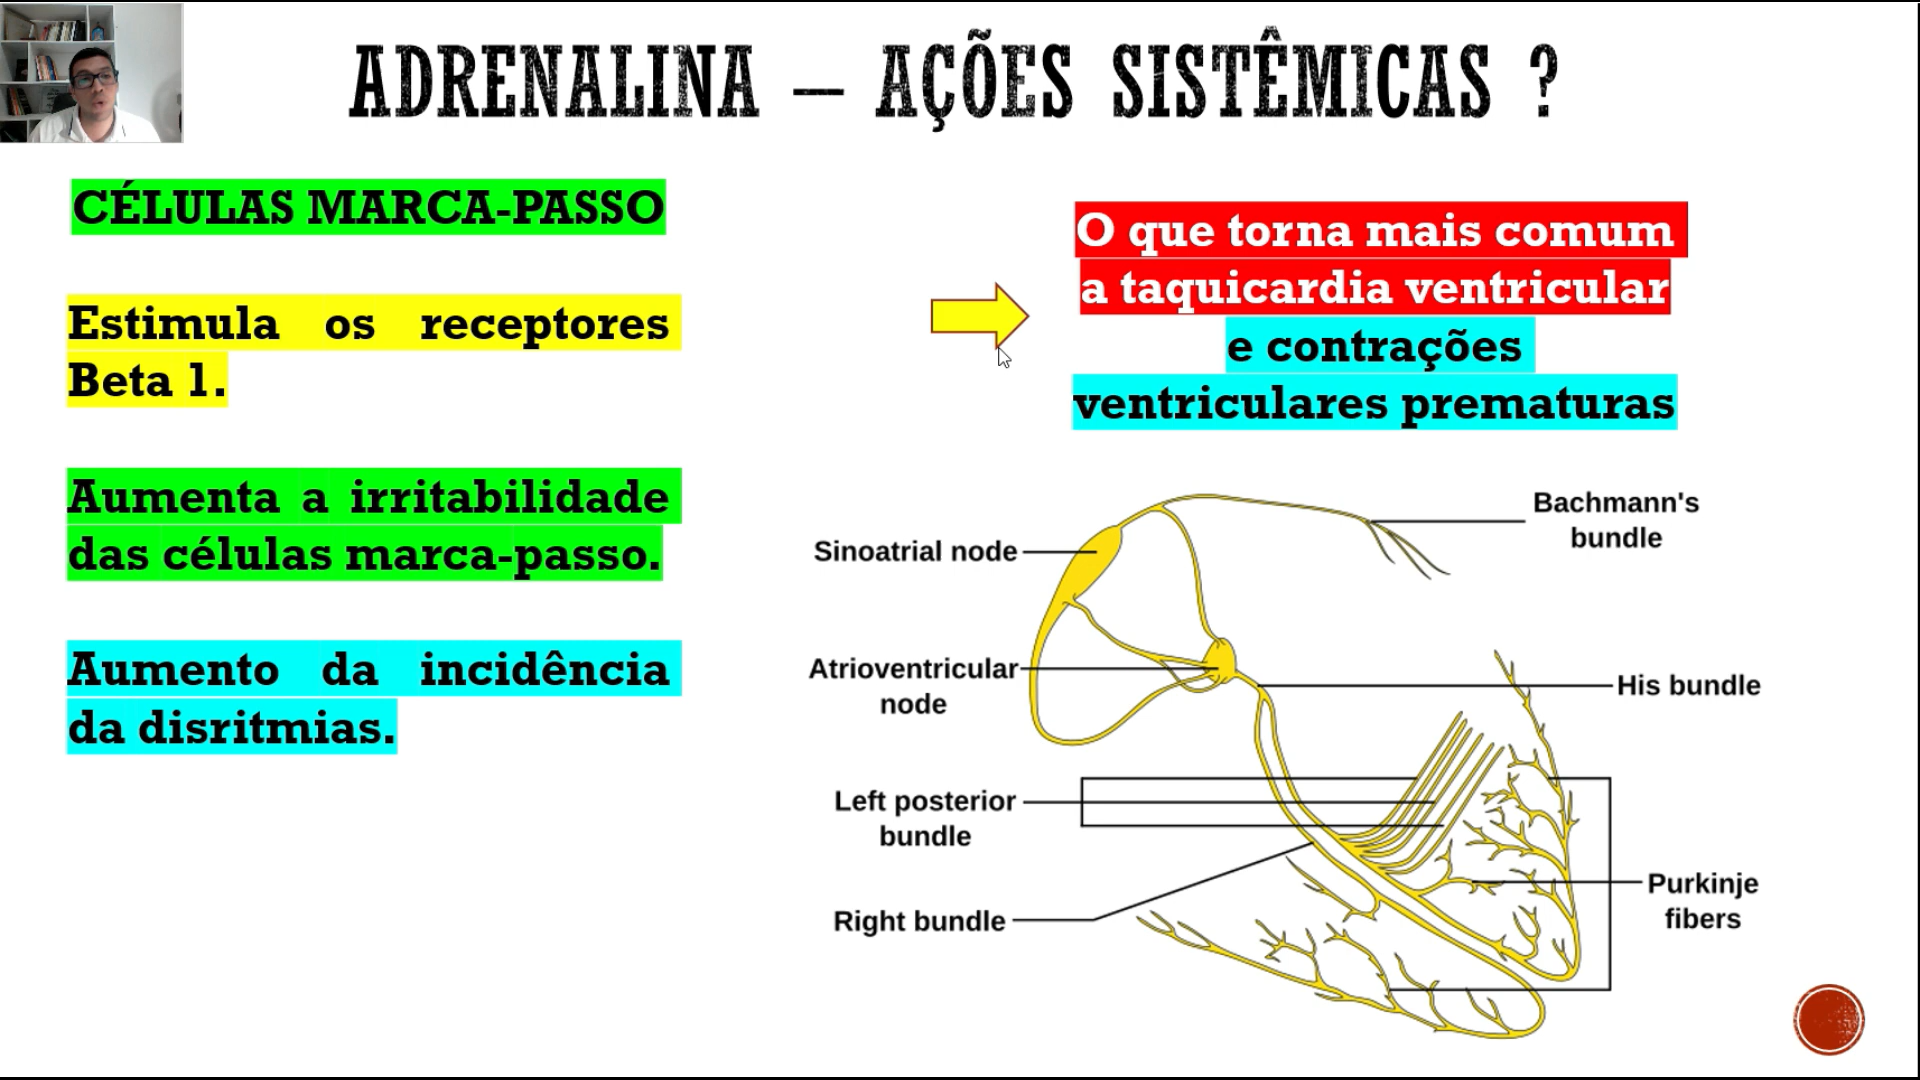 ADRENALINA – AÇÕES SISTÊMICAS ?
CÉLULAS MARCA-PASSO
Estimula os receptores
Beta 1.
Aumenta a irritabilidade
das células marca-passo.
Aumento da incidência
da disritmias.
O que torna mais comum
a taquicardia ventricular
e contrações
ventriculares prematuras
Bachmann's
bundle
Sinoatrial node
Atrioventricular
node
His bundle
Left posterior
bundle
Purkinje
fibers
Right bundle